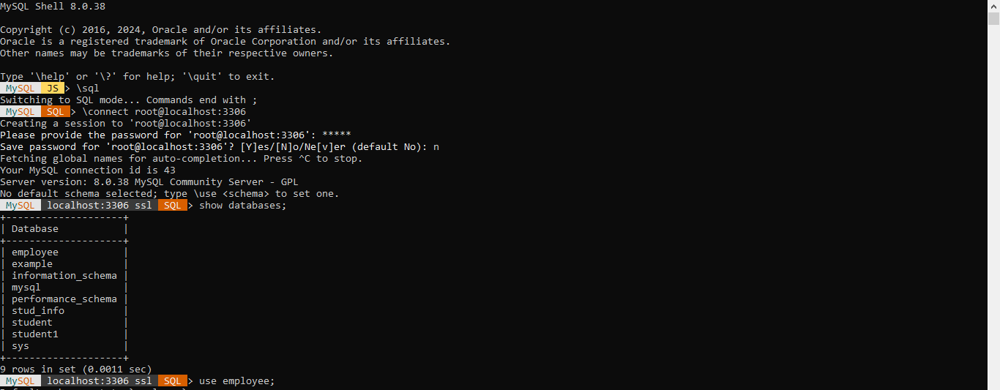 MySQL Shell 8.0.38
Copyright (c) 2016, 2024, Oracle and/or its affiliates.
Oracle is a registered trademark of Oracle Corporation and/or its affiliates.
Other names may be trademarks of their respective owners.
Type '\help' or '\?' for help; '\quit' to exit.
MySQL JS > \sql
Switching to SQL mode... Commands end with ;
MySQL SQL > \connect root@localhost:3306
Creating a session to 'root@localhost:3306'
Please provide the password for 'root@localhost:3306': *****
Save password for 'root@localhost:3306'? [Y]es/[N]o/Ne[v]er (default No): n
Fetching global names for auto-completion... Press ^C to stop.
Your MySQL connection id is 43
Server version: 8.0.38 MySQL Community Server - GPL
No default schema selected; type \use <schema> to set one.
MySQL localhost:3306 ssl SQL > show databases;
+--------------------+
| Database           |
+--------------------+
| employee           |
| example            |
| information_schema |
| mysql              |
| performance_schema |
| stud_info          |
| student            |
| student1           |
| sys                |
+--------------------+
9 rows in set (0.0011 sec)
MySQL localhost:3306 ssl SQL > use employee;